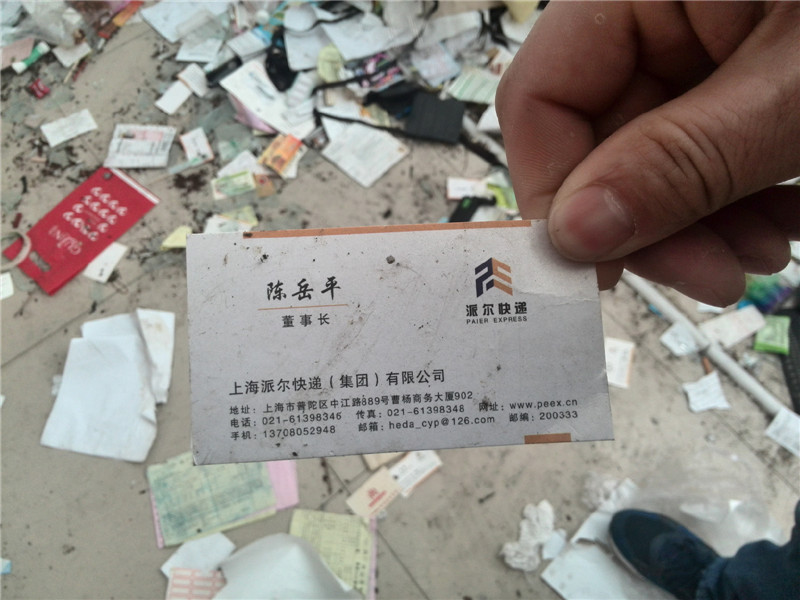 陈岳平
董事长
派尔快递
PAIER EXPRESS
上海派尔快递（集团）有限公司
地址：上海市普陀区中江路889号曹杨商务大厦902
电话：021-61398346 传真：021-61398348 网址：www.peex.cn
手机：13708052948 邮箱：heda_cyp@126.com 邮编：200333